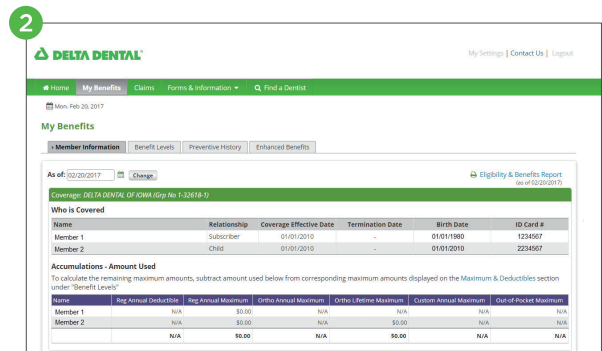 2
DELTA DENTAL®
My Settings | Contact Us | Logout
Home My Benefits Claims Forms & Information Find a Dentist
Mon, Feb 20, 2017
My Benefits
› Member Information Benefit Levels Preventive History Enhanced Benefits
As of: 02/20/2017 Change Eligibility & Benefits Report
(as of 02/20/2017)
Coverage: DELTA DENTAL OF IOWA (Grp No 1-32618-1)
Who is Covered
Name Relationship Coverage Effective Date Termination Date Birth Date ID Card #
Member 1 Subscriber 01/01/2010 - 01/01/1980 1234567
Member 2 Child 01/01/2010 - 01/01/2010 2234567
Accumulations - Amount Used
To calculate the remaining maximum amounts, subtract amount used below from corresponding maximum amounts displayed on the Maximum & Deductibles section
under "Benefit Levels"
Name Reg Annual Deductible Reg Annual Maximum Ortho Annual Maximum Ortho Lifetime Maximum Custom Annual Maximum Out-of-Pocket Maximum
Member 1 N/A $0.00 N/A N/A N/A N/A
Member 2 N/A $0.00 N/A $0.00 N/A N/A
N/A $0.00 N/A $0.00 N/A N/A